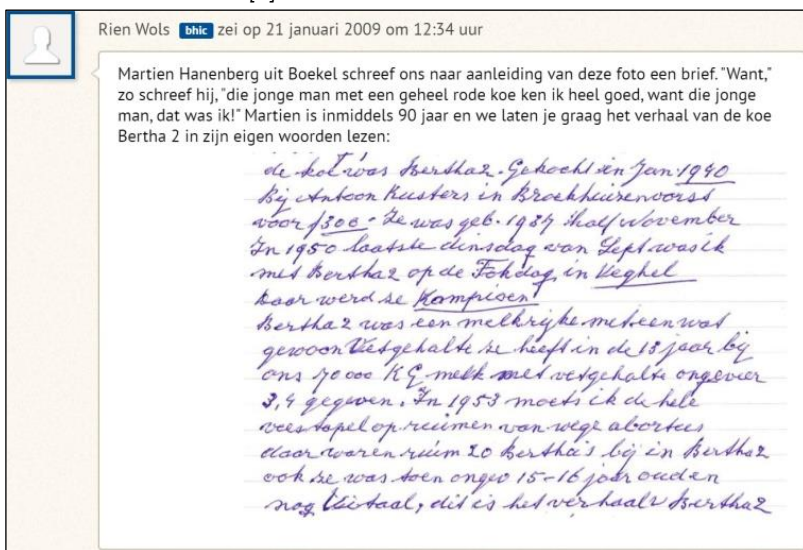 Rien Wols bhic zei op 21 januari 2009 om 12:34 uur
Martien Hanenberg uit Boekel schreef ons naar aanleiding van deze foto een brief. "Want,"
zo schreef hij, "die jonge man met een geheel rode koe ken ik heel goed, want die jonge
man, dat was ik!" Martien is inmiddels 90 jaar en we laten je graag het verhaal van de koe
Bertha 2 in zijn eigen woorden lezen:
de koe was Bertha2. Gekocht in Jan 1940
Bij Antoon Kusters in Broekhuizenvorst
voor ƒ300 - Ze was geb. 1937 half November
In 1950 laatste dinsdag van Sept was ik
met Bertha2 op de Fokdag in Veghel
daar werd ze Kampioen
Bertha2 was een melkrijke met een wat
gewoon Vetgehalte ze heeft in de 13 jaar bij
ons 70000 KG melk met vetgehalte ongeveer
3,4 gegeven. In 1953 moets ik de hele
veestapel op ruimen van wege abortus
daar waren ruim 20 Bertha's bij in Bertha2
ook ze was toen ongev 15-16 jaar oud en
nog Vitaal, dit is het verhaal v Bertha2